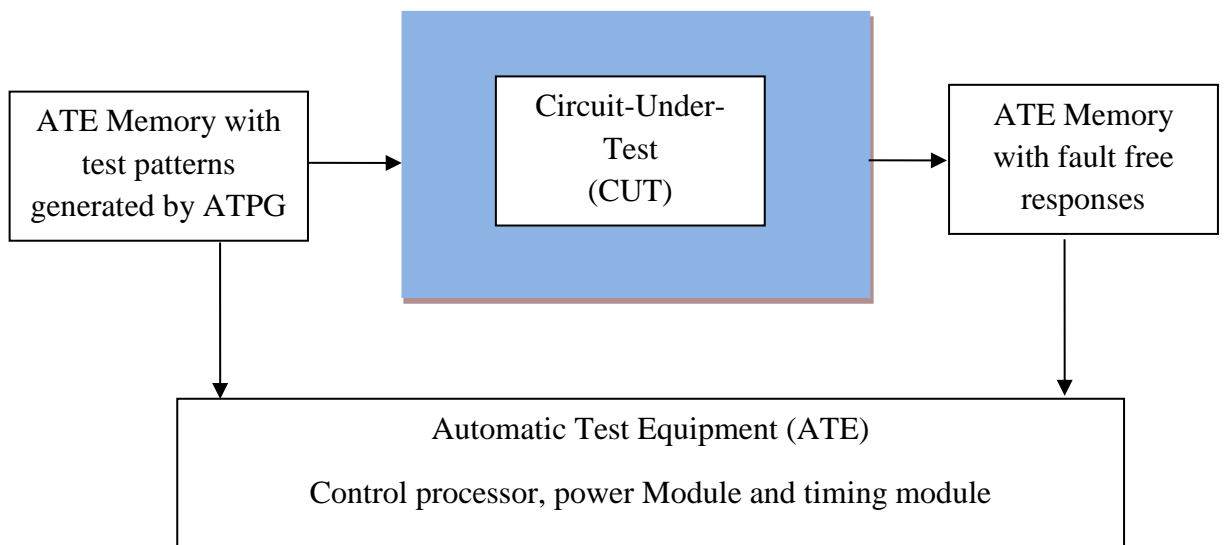 ATE Memory with
test patterns
generated by ATPG
Circuit-Under-
Test
(CUT)
ATE Memory
with fault free
responses
Automatic Test Equipment (ATE)
Control processor, power Module and timing module